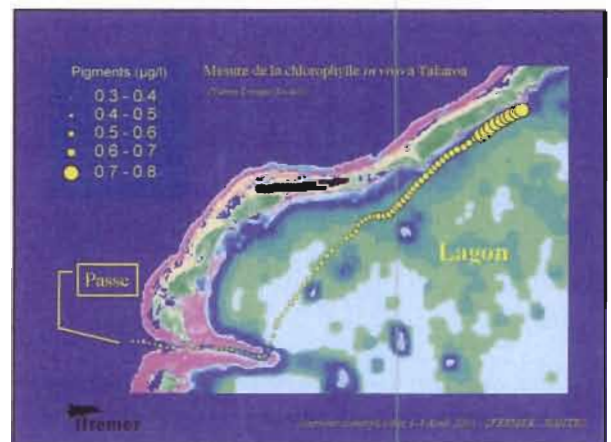 Pigments (µg/l)
0.3 - 0.4
0.4 - 0.5
0.5 - 0.6
0.6 - 0.7
0.7 - 0.8
Mesure de la chlorophylle in vivo à Takaroa
Lagon
Passe
Ifremer